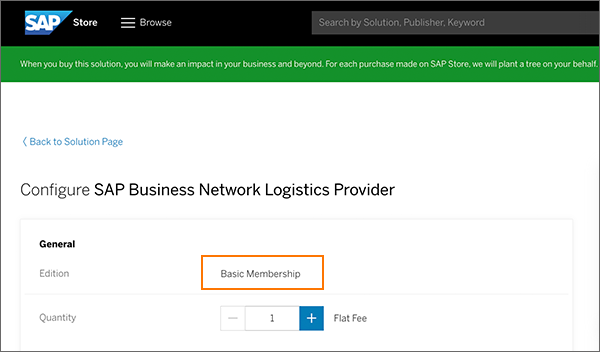 SAP Store Browse Search by Solution, Publisher, Keyword
When you buy this solution, you will make an impact in your business and beyond. For each purchase made on SAP Store, we will plant a tree on your behalf.
Back to Solution Page
Configure SAP Business Network Logistics Provider
General
Edition Basic Membership
Quantity 1 Flat Fee